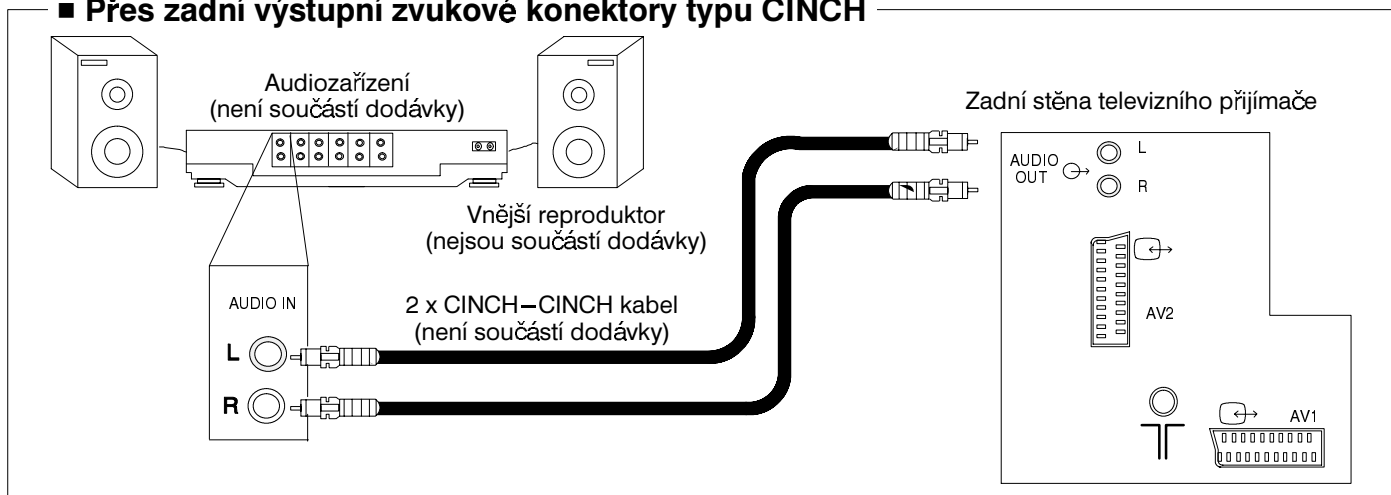 ■ Přes zadní výstupní zvukové konektory typu CINCH
Audiozařízení
(není součástí dodávky)
Zadní stěna televizního přijímače
AUDIO
OUT
L
R
Vnější reproduktor
(nejsou součástí dodávky)
AV2
AUDIO IN
2 x CINCH–CINCH kabel
(není součástí dodávky)
L
R
AV1